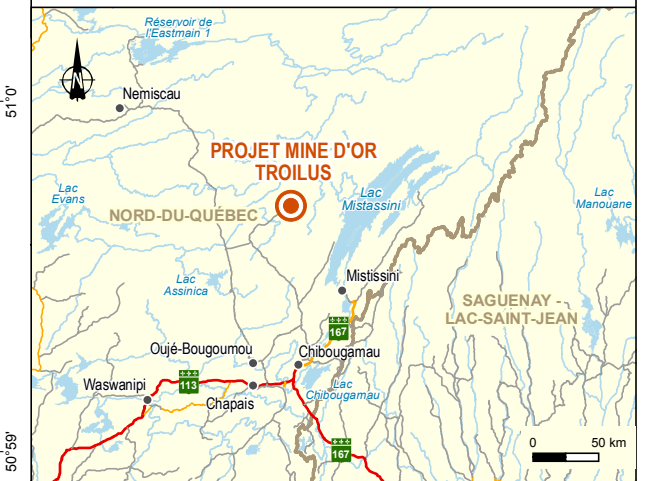 Réservoir de
l'Eastmain 1
51°0'
Nemiscau
PROJET MINE D'OR
TROILUS
Lac
Mistassini
Lac
Evans
Lac
Manouane
NORD-DU-QUÉBEC
Lac
Assinica
Mistissini
SAGUENAY -
LAC-SAINT-JEAN
167
Oujé-Bougoumou
Chibougamau
Waswanipi
113
Lac
Chibougamau
Chapais
50°59'
167
0 50 km